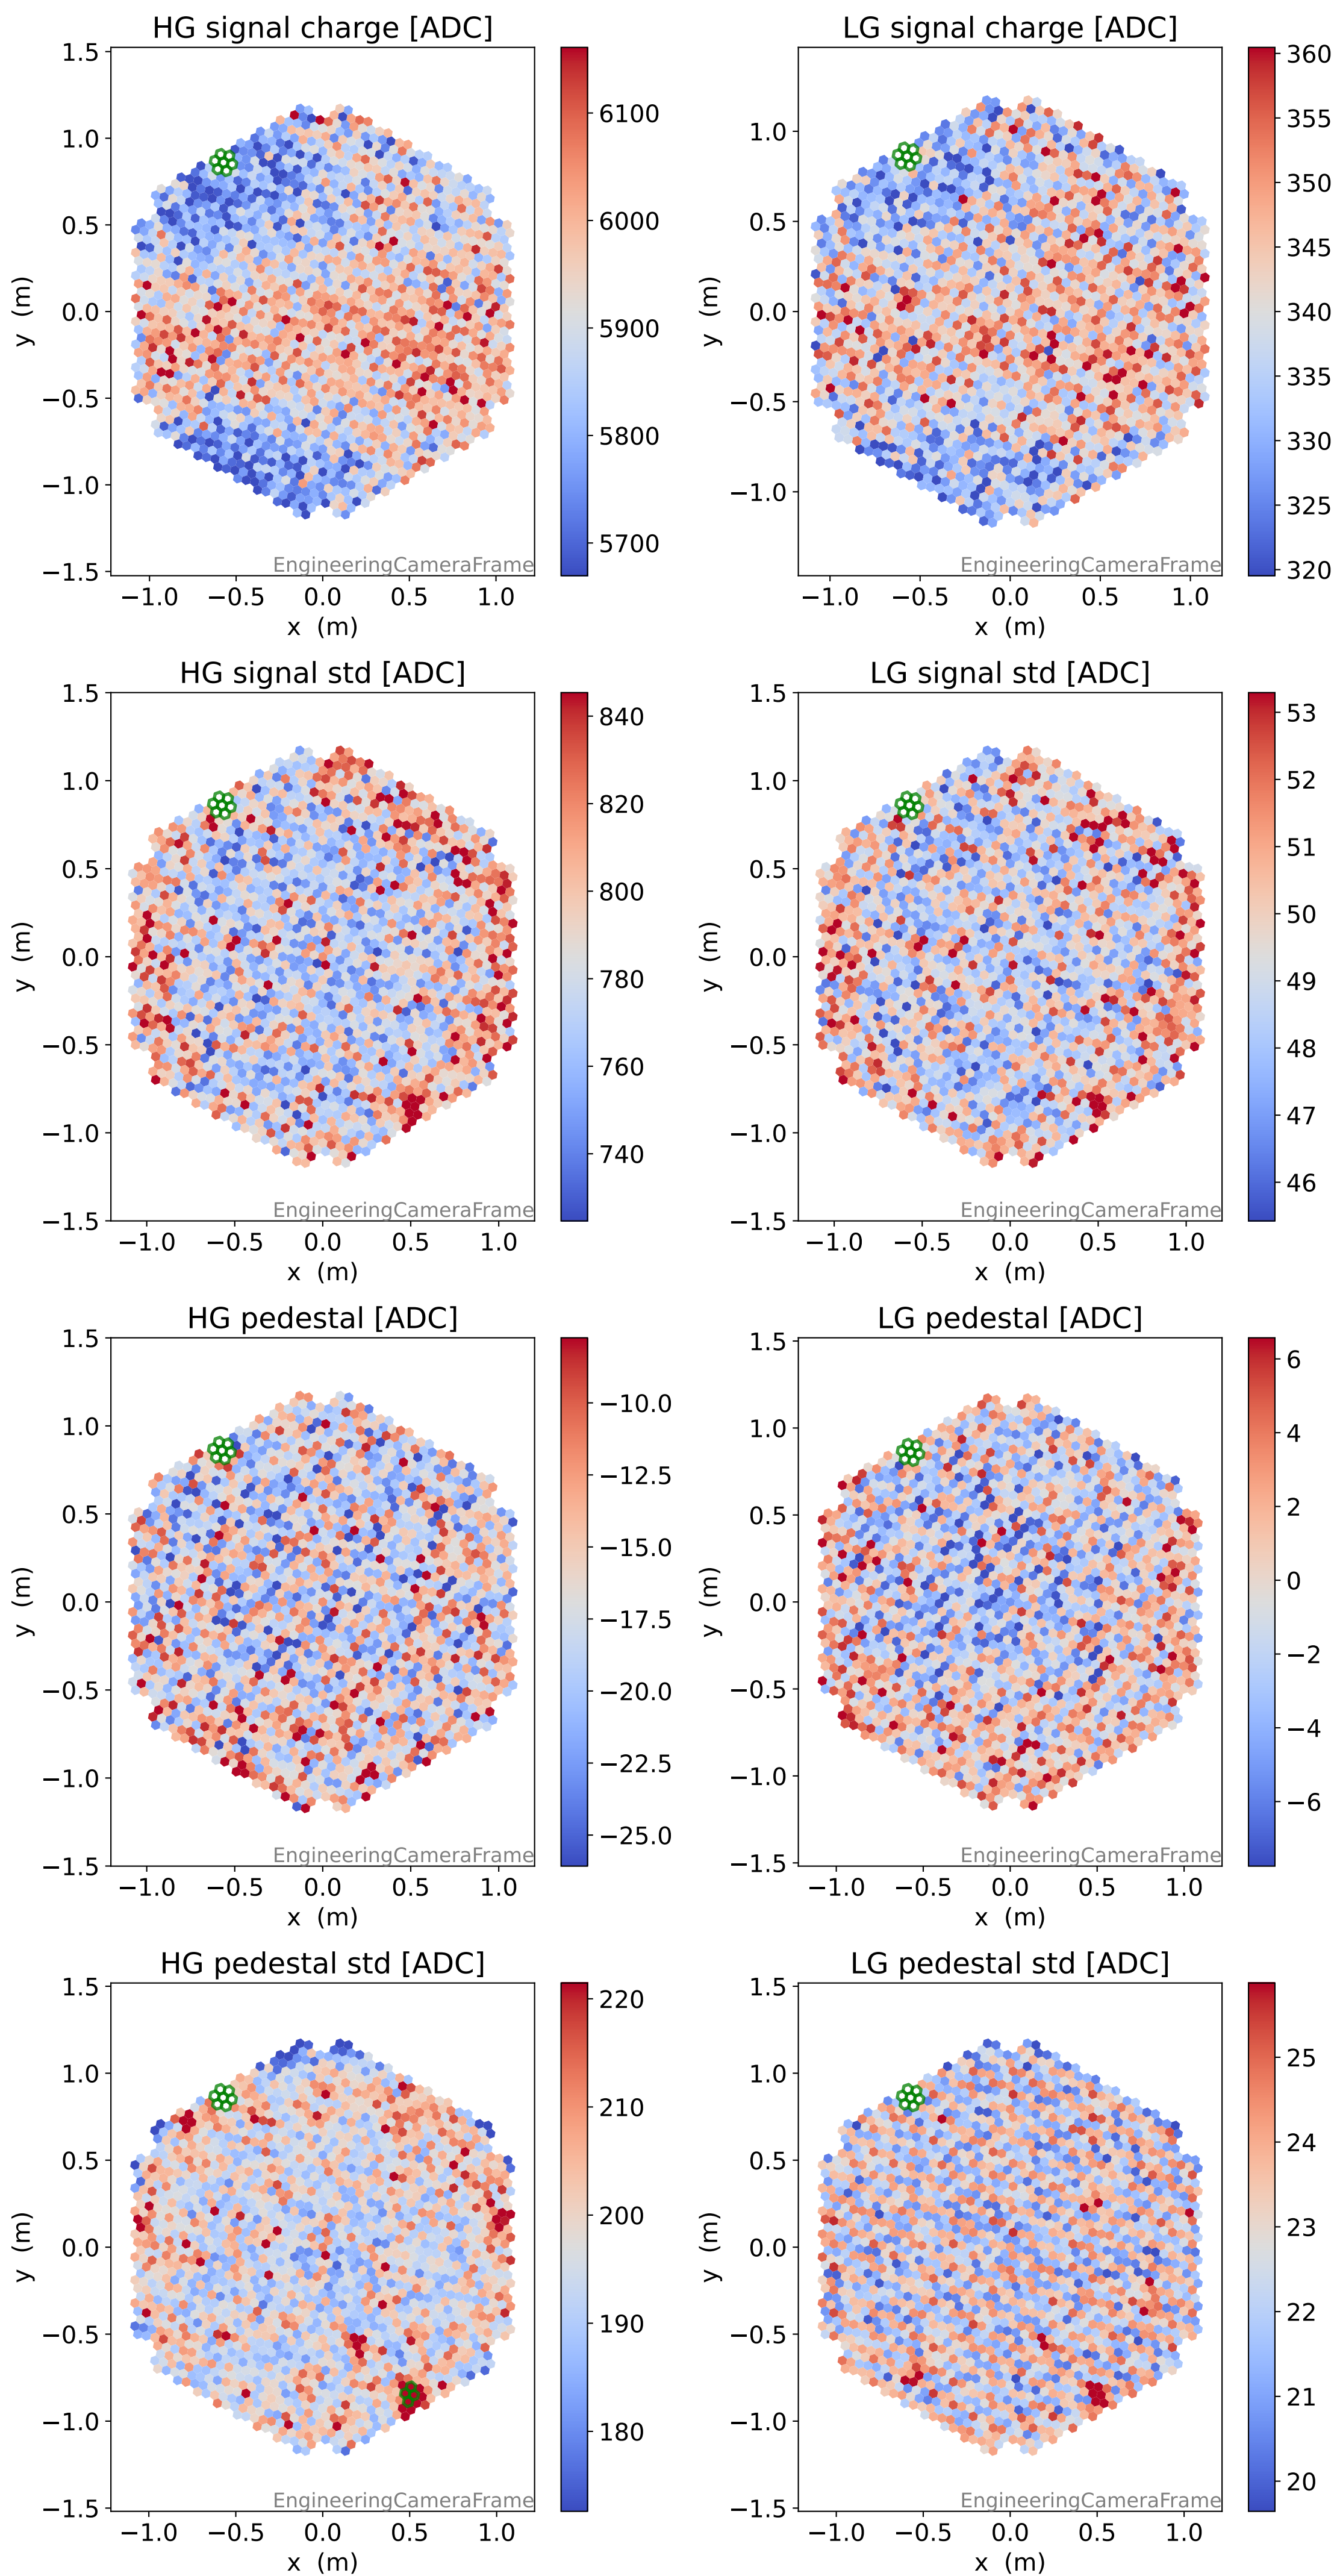 HG signal charge [ADC]
1.5
1.0
0.5
0.0
−0.5
−1.0
−1.5
y (m)
EngineeringCameraFrame
−1.0 −0.5 0.0 0.5 1.0
x (m)
6100
6000
5900
5800
5700
LG signal charge [ADC]
1.0
0.5
0.0
−0.5
−1.0
y (m)
EngineeringCameraFrame
−1.0 −0.5 0.0 0.5 1.0
x (m)
360
355
350
345
340
335
330
325
320
HG signal std [ADC]
1.5
1.0
0.5
0.0
−0.5
−1.0
−1.5
y (m)
EngineeringCameraFrame
−1.0 −0.5 0.0 0.5 1.0
x (m)
840
820
800
780
760
740
LG signal std [ADC]
1.5
1.0
0.5
0.0
−0.5
−1.0
−1.5
y (m)
EngineeringCameraFrame
−1.0 −0.5 0.0 0.5 1.0
x (m)
53
52
51
50
49
48
47
46
HG pedestal [ADC]
1.5
1.0
0.5
0.0
−0.5
−1.0
−1.5
y (m)
EngineeringCameraFrame
−1.0 −0.5 0.0 0.5 1.0
x (m)
−10.0
−12.5
−15.0
−17.5
−20.0
−22.5
−25.0
LG pedestal [ADC]
1.5
1.0
0.5
0.0
−0.5
−1.0
−1.5
y (m)
EngineeringCameraFrame
−1.0 −0.5 0.0 0.5 1.0
x (m)
6
4
2
0
−2
−4
−6
HG pedestal std [ADC]
1.5
1.0
0.5
0.0
−0.5
−1.0
−1.5
y (m)
EngineeringCameraFrame
−1.0 −0.5 0.0 0.5 1.0
x (m)
220
210
200
190
180
LG pedestal std [ADC]
1.5
1.0
0.5
0.0
−0.5
−1.0
−1.5
y (m)
EngineeringCameraFrame
−1.0 −0.5 0.0 0.5 1.0
x (m)
25
24
23
22
21
20